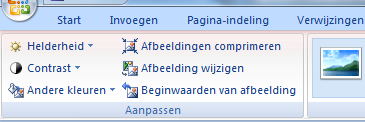 Start Invoegen Pagina-indeling Verwijzingen
Helderheid Afbeeldingen comprimeren
Contrast Afbeelding wijzigen
Andere kleuren Beginwaarden van afbeelding
Aanpassen